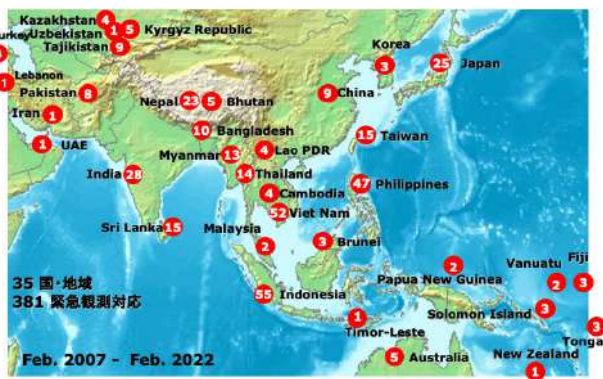 Kazakhstan 4
Uzbekistan 1 5 Kyrgyz Republic
Tajikistan 9
Korea
3
25 Japan
1 Lebanon
Pakistan 8
Iran 1
1 UAE
Nepal 23 5 Bhutan
9 China
10 Bangladesh
15 Taiwan
Myanmar 13
4 Lao PDR
India 28
14 Thailand
47 Philippines
4 Cambodia
52 Viet Nam
Sri Lanka 15
Malaysia
2
3 Brunei
2
Papua New Guinea
Vanuatu
2
Fiji
3
35 国・地域
381 緊急観測対応
55 Indonesia
Solomon Island 3
1
Timor-Leste
3
Tonga
Feb. 2007 - Feb. 2022
5 Australia
New Zealand
1